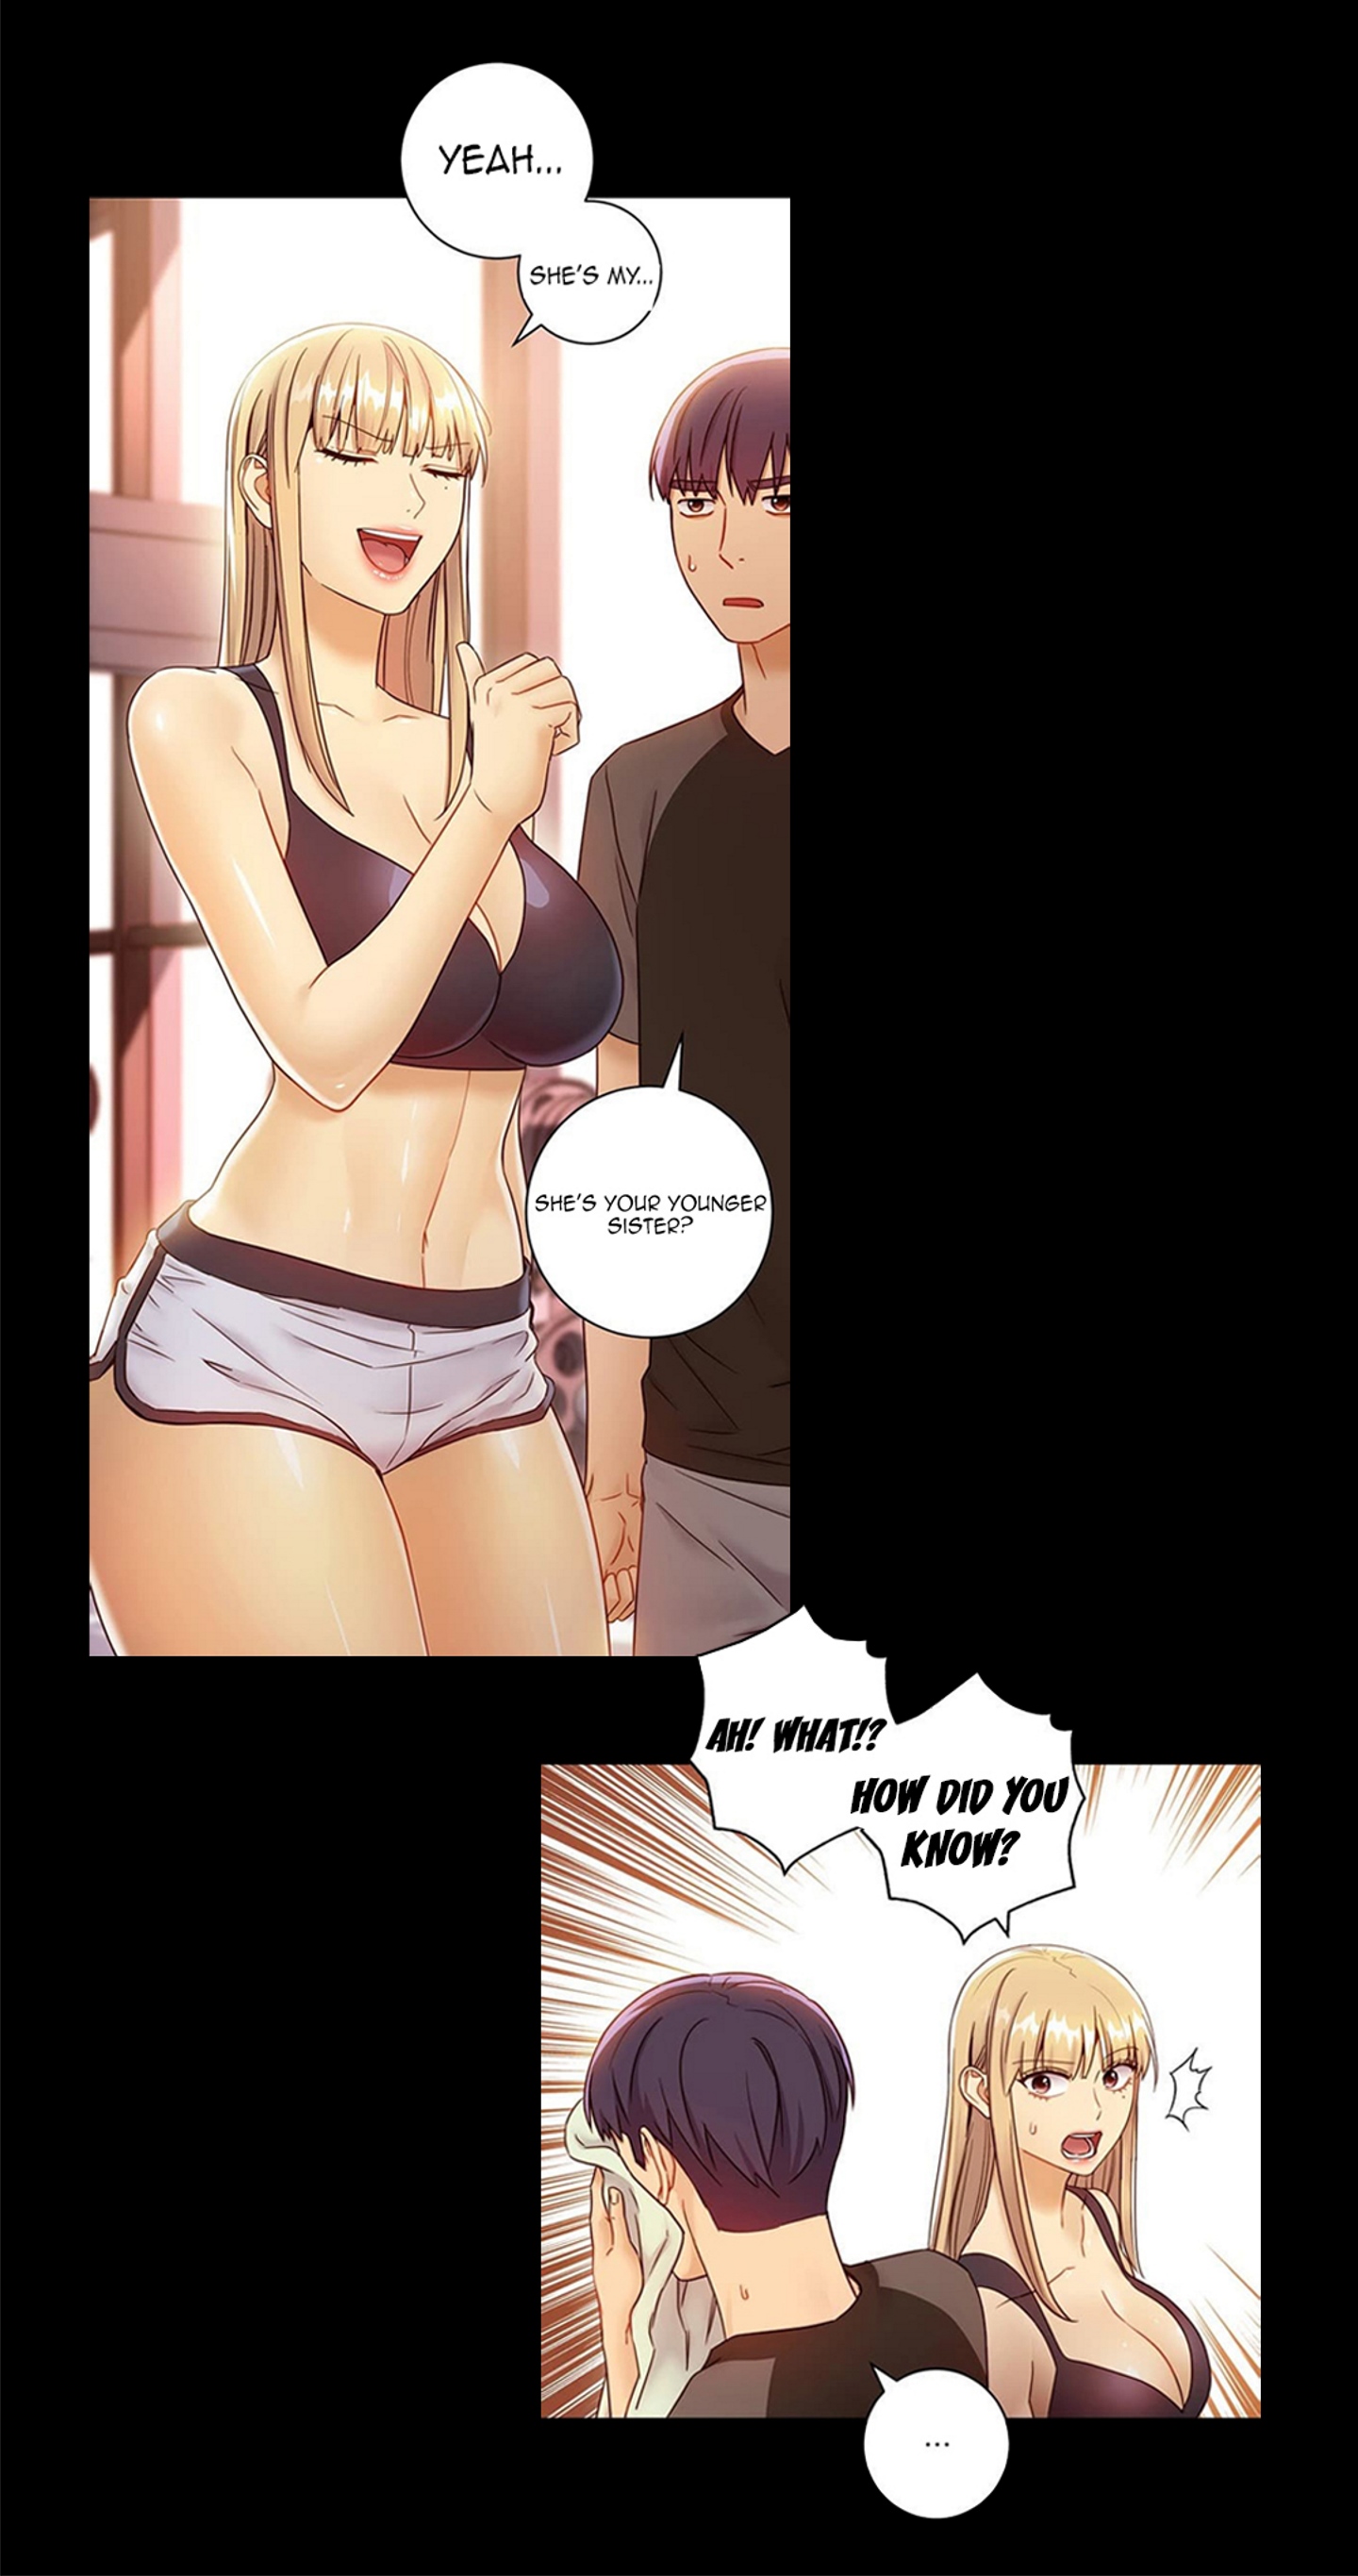 YEAH...
SHE'S MY...
SHE'S YOUR YOUNGER
SISTER?
AH! WHAT!?
HOW DID YOU
KNOW?
...